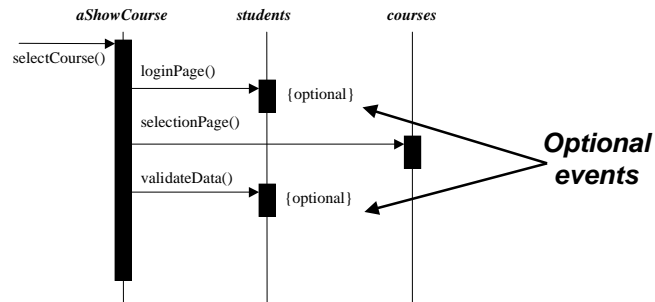 aShowCourse students courses
selectCourse()
loginPage()
{optional}
selectionPage()
Optional
events
validateData()
{optional}